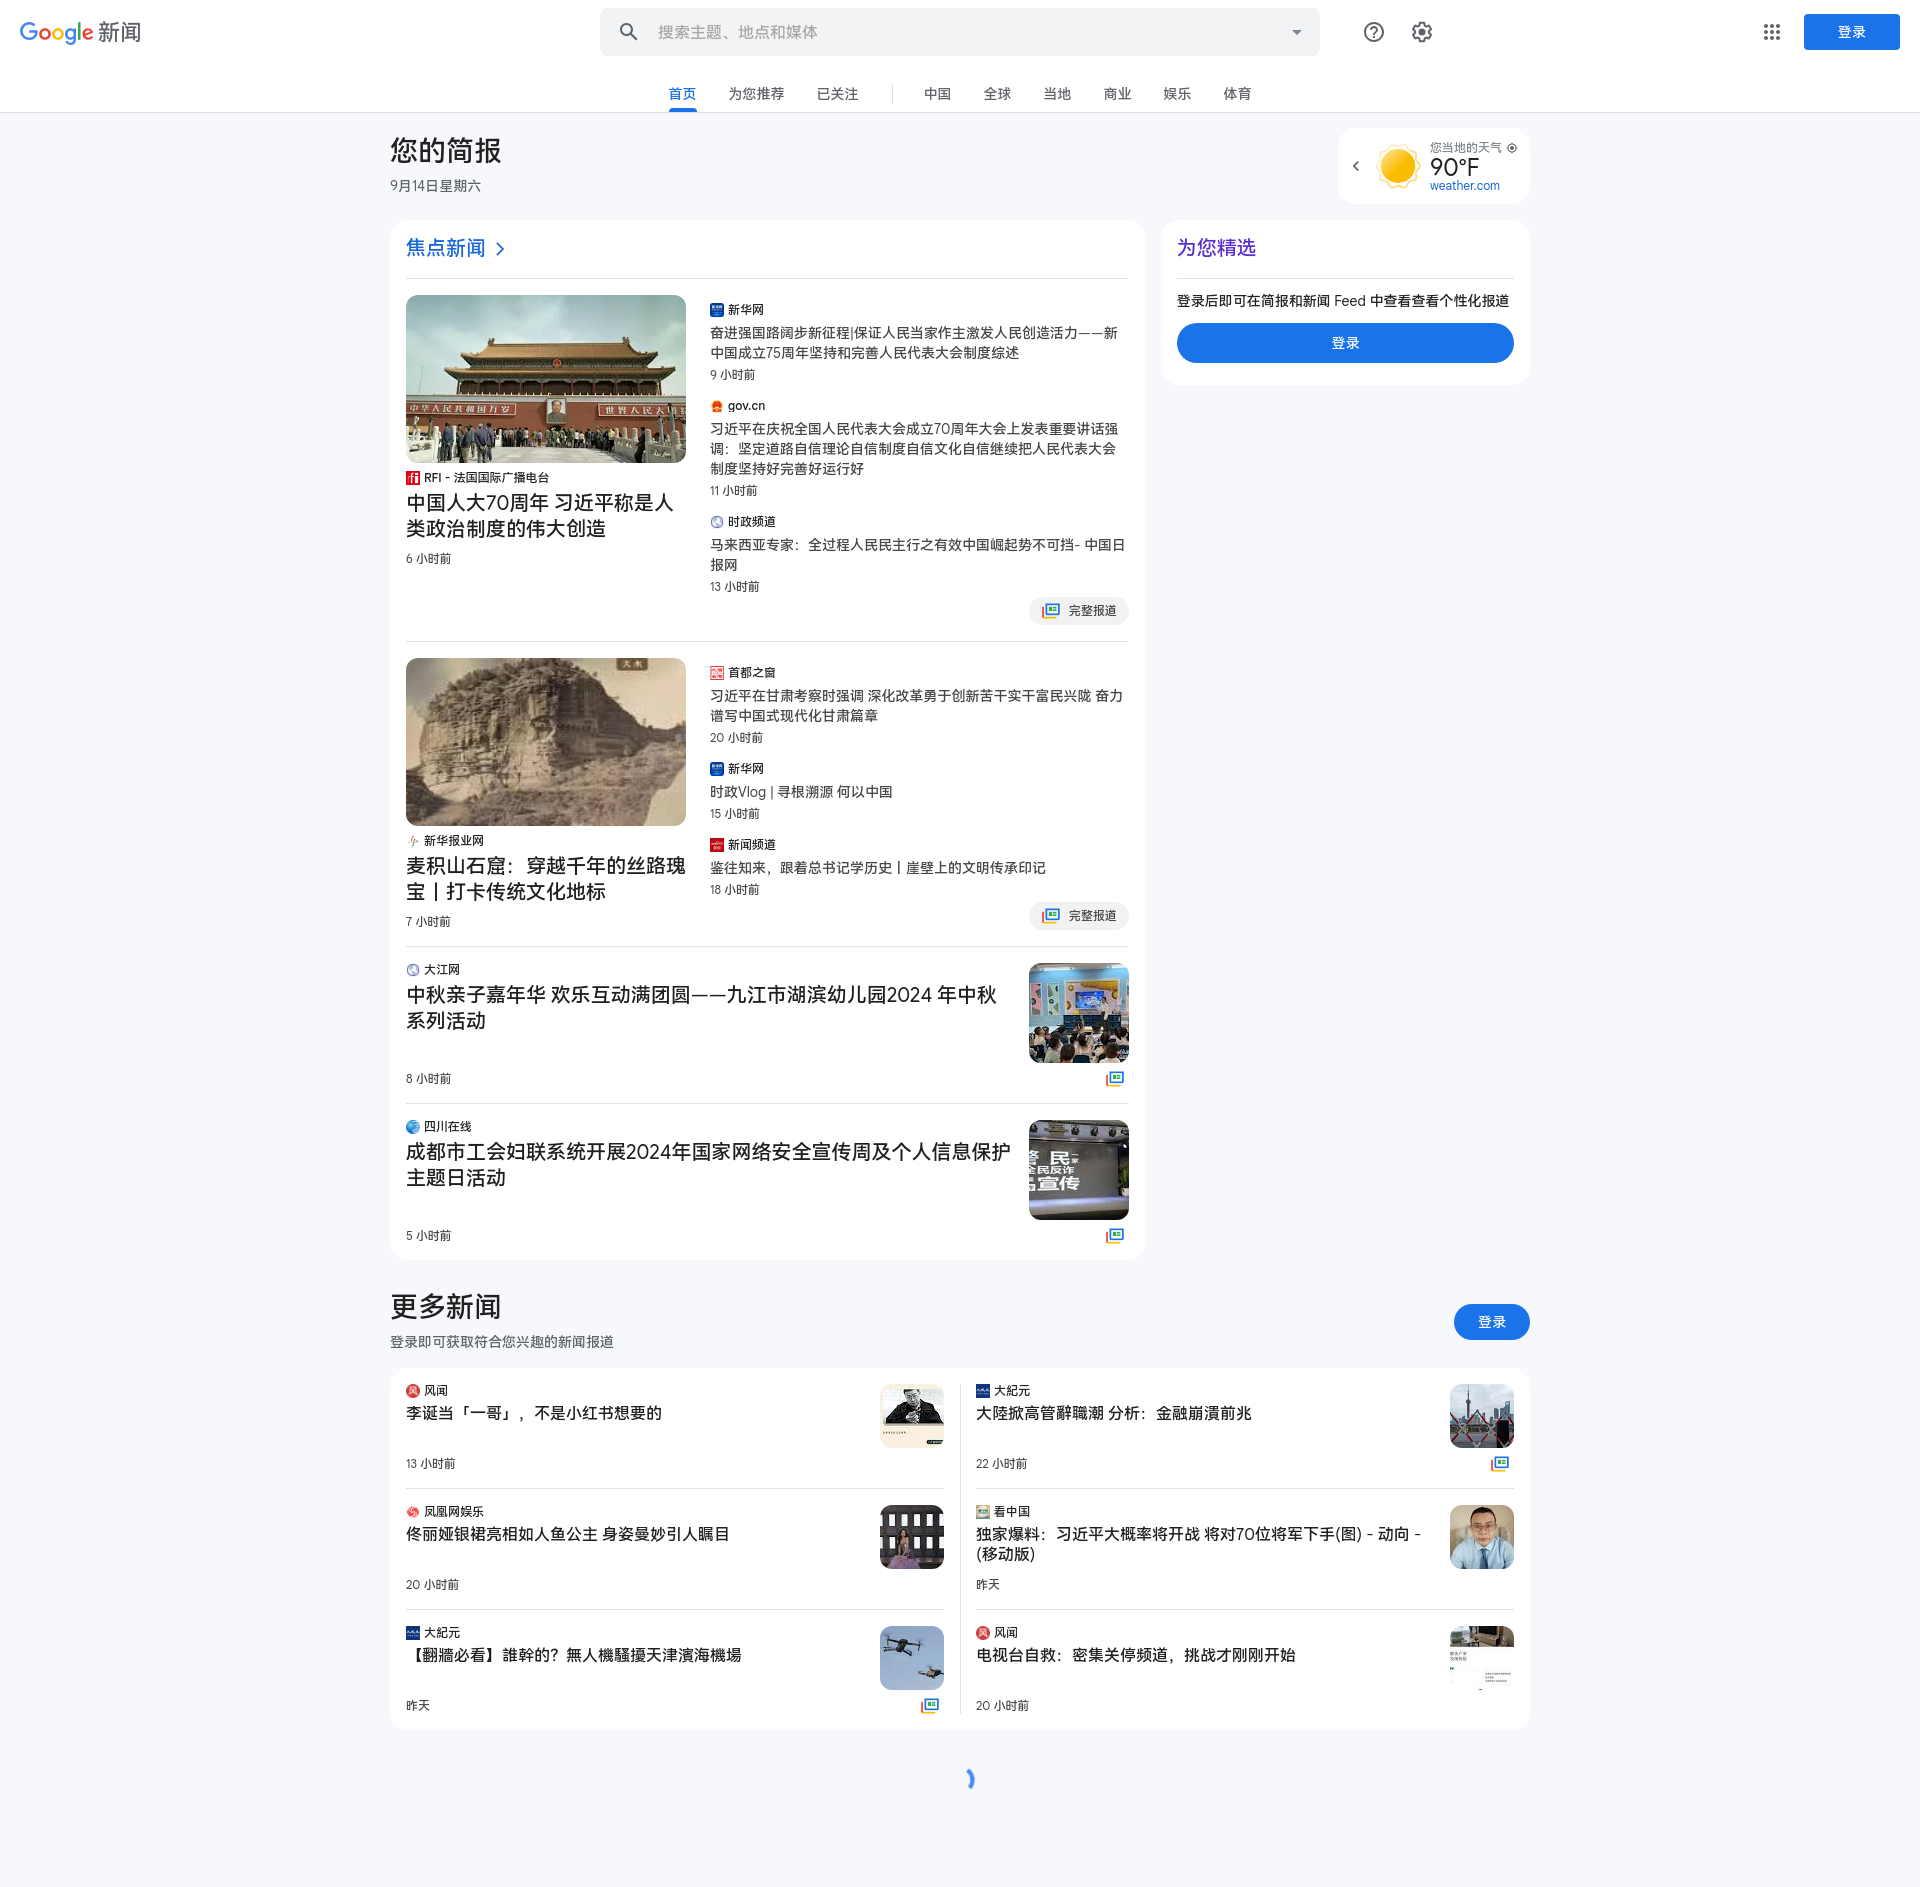 Google 新闻
搜索主题、地点和媒体
登录
首页
为您推荐
已关注
中国
全球
当地
商业
娱乐
体育
您的简报
9月14日星期六
您当地的天气
90°F
weather.com
焦点新闻
中华人民共和国万岁
世界人民大
RFI - 法国国际广播电台
中国人大70周年 习近平称是人
类政治制度的伟大创造
6 小时前
新华网
奋进强国路阔步新征程|保证人民当家作主激发人民创造活力——新
中国成立75周年坚持和完善人民代表大会制度综述
9 小时前
gov.cn
习近平在庆祝全国人民代表大会成立70周年大会上发表重要讲话强
调：坚定道路自信理论自信制度自信文化自信继续把人民代表大会
制度坚持好完善好运行好
11 小时前
时政频道
马来西亚专家：全过程人民民主行之有效中国崛起势不可挡- 中国日
报网
13 小时前
完整报道
为您精选
登录后即可在简报和新闻 Feed 中查看查看个性化报道
登录
新华报业网
麦积山石窟：穿越千年的丝路瑰
宝丨打卡传统文化地标
7 小时前
首都之窗
习近平在甘肃考察时强调 深化改革勇于创新苦干实干富民兴陇 奋力
谱写中国式现代化甘肃篇章
20 小时前
新华网
时政Vlog | 寻根溯源 何以中国
15 小时前
新闻频道
鉴往知来，跟着总书记学历史丨崖壁上的文明传承印记
18 小时前
完整报道
大江网
中秋亲子嘉年华 欢乐互动满团圆——九江市湖滨幼儿园2024 年中秋
系列活动
8 小时前
四川在线
成都市工会妇联系统开展2024年国家网络安全宣传周及个人信息保护
主题日活动
5 小时前
警 民一家
全民反诈
宣传
更多新闻
登录即可获取符合您兴趣的新闻报道
登录
风闻
李诞当「一哥」，不是小红书想要的
13 小时前
凤凰网娱乐
佟丽娅银裙亮相如人鱼公主 身姿曼妙引人瞩目
20 小时前
大紀元
【翻牆必看】誰幹的？無人機騷擾天津濱海機場
昨天
大紀元
大陸掀高管辭職潮 分析：金融崩潰前兆
22 小时前
看中国
独家爆料：习近平大概率将开战 将对70位将军下手(图) - 动向 -
(移动版)
昨天
风闻
电视台自救：密集关停频道，挑战才刚刚开始
20 小时前